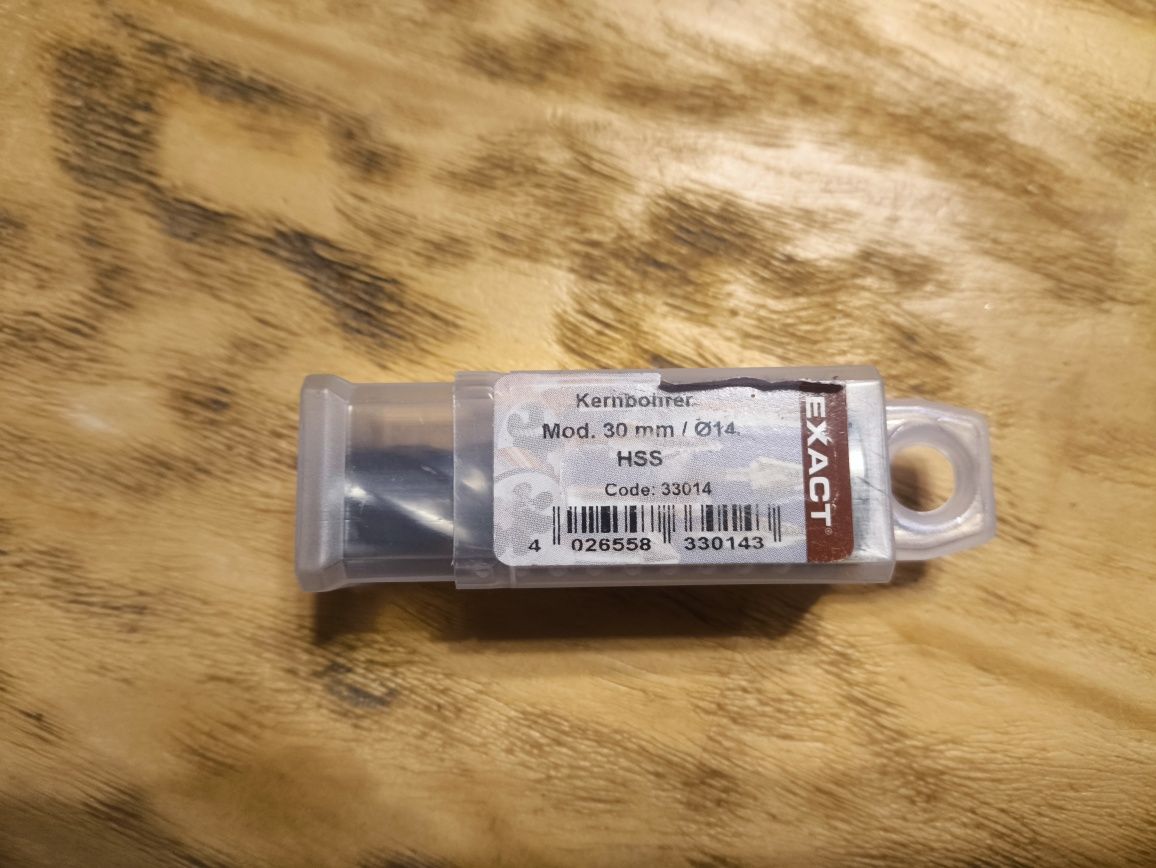 Kernbohrer
Mod. 30 mm / Ø14
HSS
Code: 33014
4 026558 330143
EXACT®